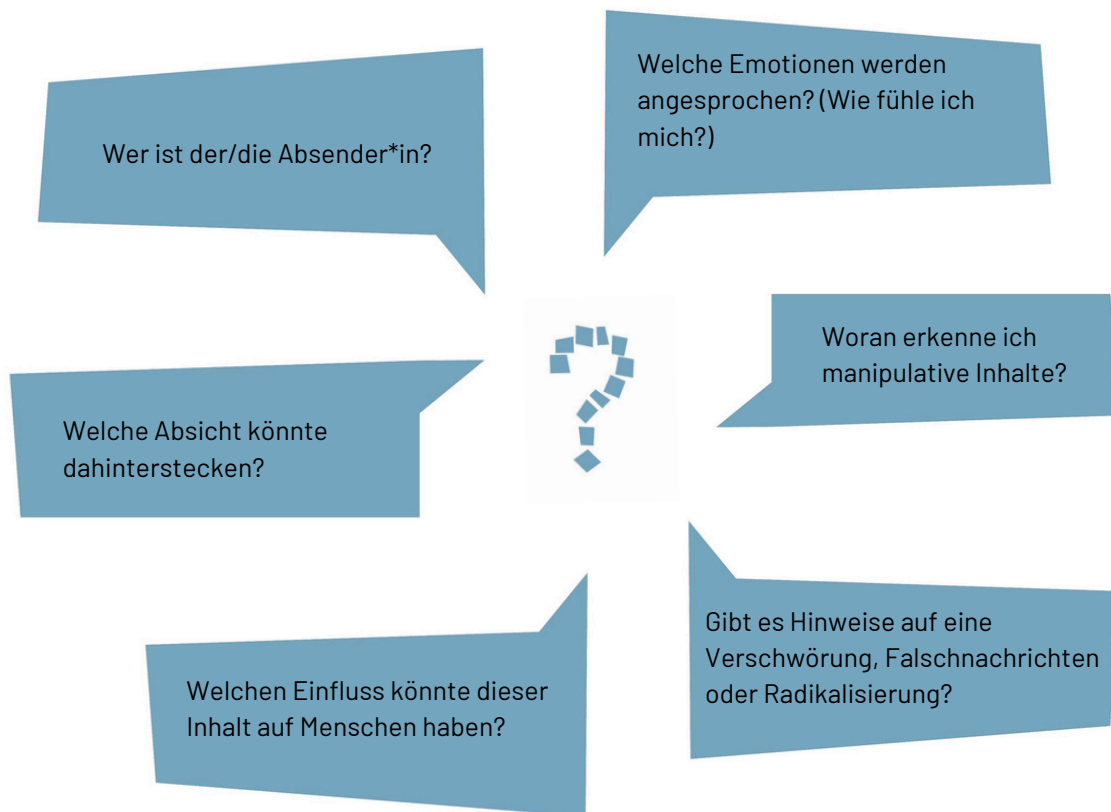 Wer ist der/die Absender*in?
Welche Emotionen werden
angesprochen? (Wie fühle ich
mich?)
Woran erkenne ich
manipulative Inhalte?
Welche Absicht könnte
dahinterstecken?
Gibt es Hinweise auf eine
Verschwörung, Falschnachrichten
oder Radikalisierung?
Welchen Einfluss könnte dieser
Inhalt auf Menschen haben?